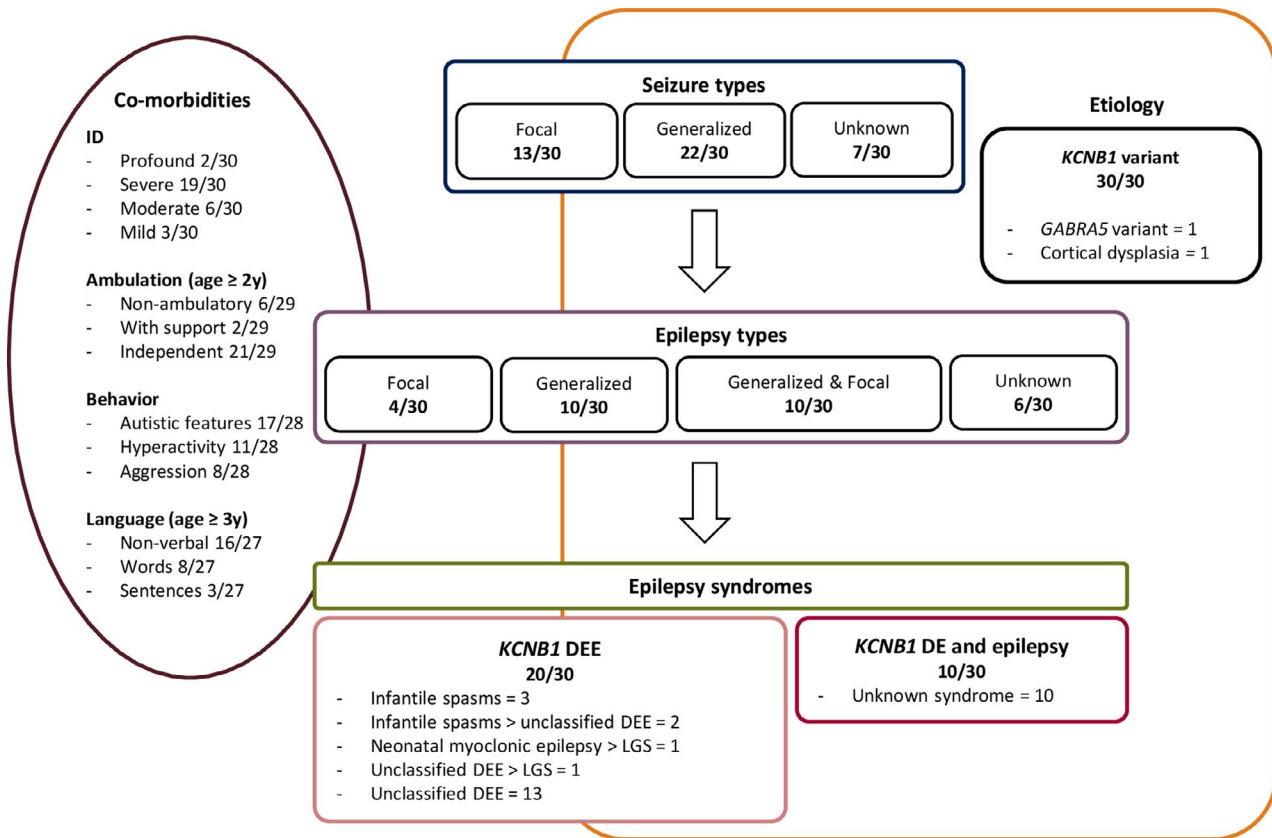 Co-morbidities
ID
- Profound 2/30
- Severe 19/30
- Moderate 6/30
- Mild 3/30
Ambulation (age ≥ 2y)
- Non-ambulatory 6/29
- With support 2/29
- Independent 21/29
Behavior
- Autistic features 17/28
- Hyperactivity 11/28
- Aggression 8/28
Language (age ≥ 3y)
- Non-verbal 16/27
- Words 8/27
- Sentences 3/27
Seizure types
Focal
13/30
Generalized
22/30
Unknown
7/30
Etiology
KCNB1 variant
30/30
- GABRA5 variant = 1
- Cortical dysplasia = 1
Epilepsy types
Focal
4/30
Generalized
10/30
Generalized & Focal
10/30
Unknown
6/30
Epilepsy syndromes
KCNB1 DEE
20/30
- Infantile spasms = 3
- Infantile spasms > unclassified DEE = 2
- Neonatal myoclonic epilepsy > LGS = 1
- Unclassified DEE > LGS = 1
- Unclassified DEE = 13
KCNB1 DE and epilepsy
10/30
- Unknown syndrome = 10